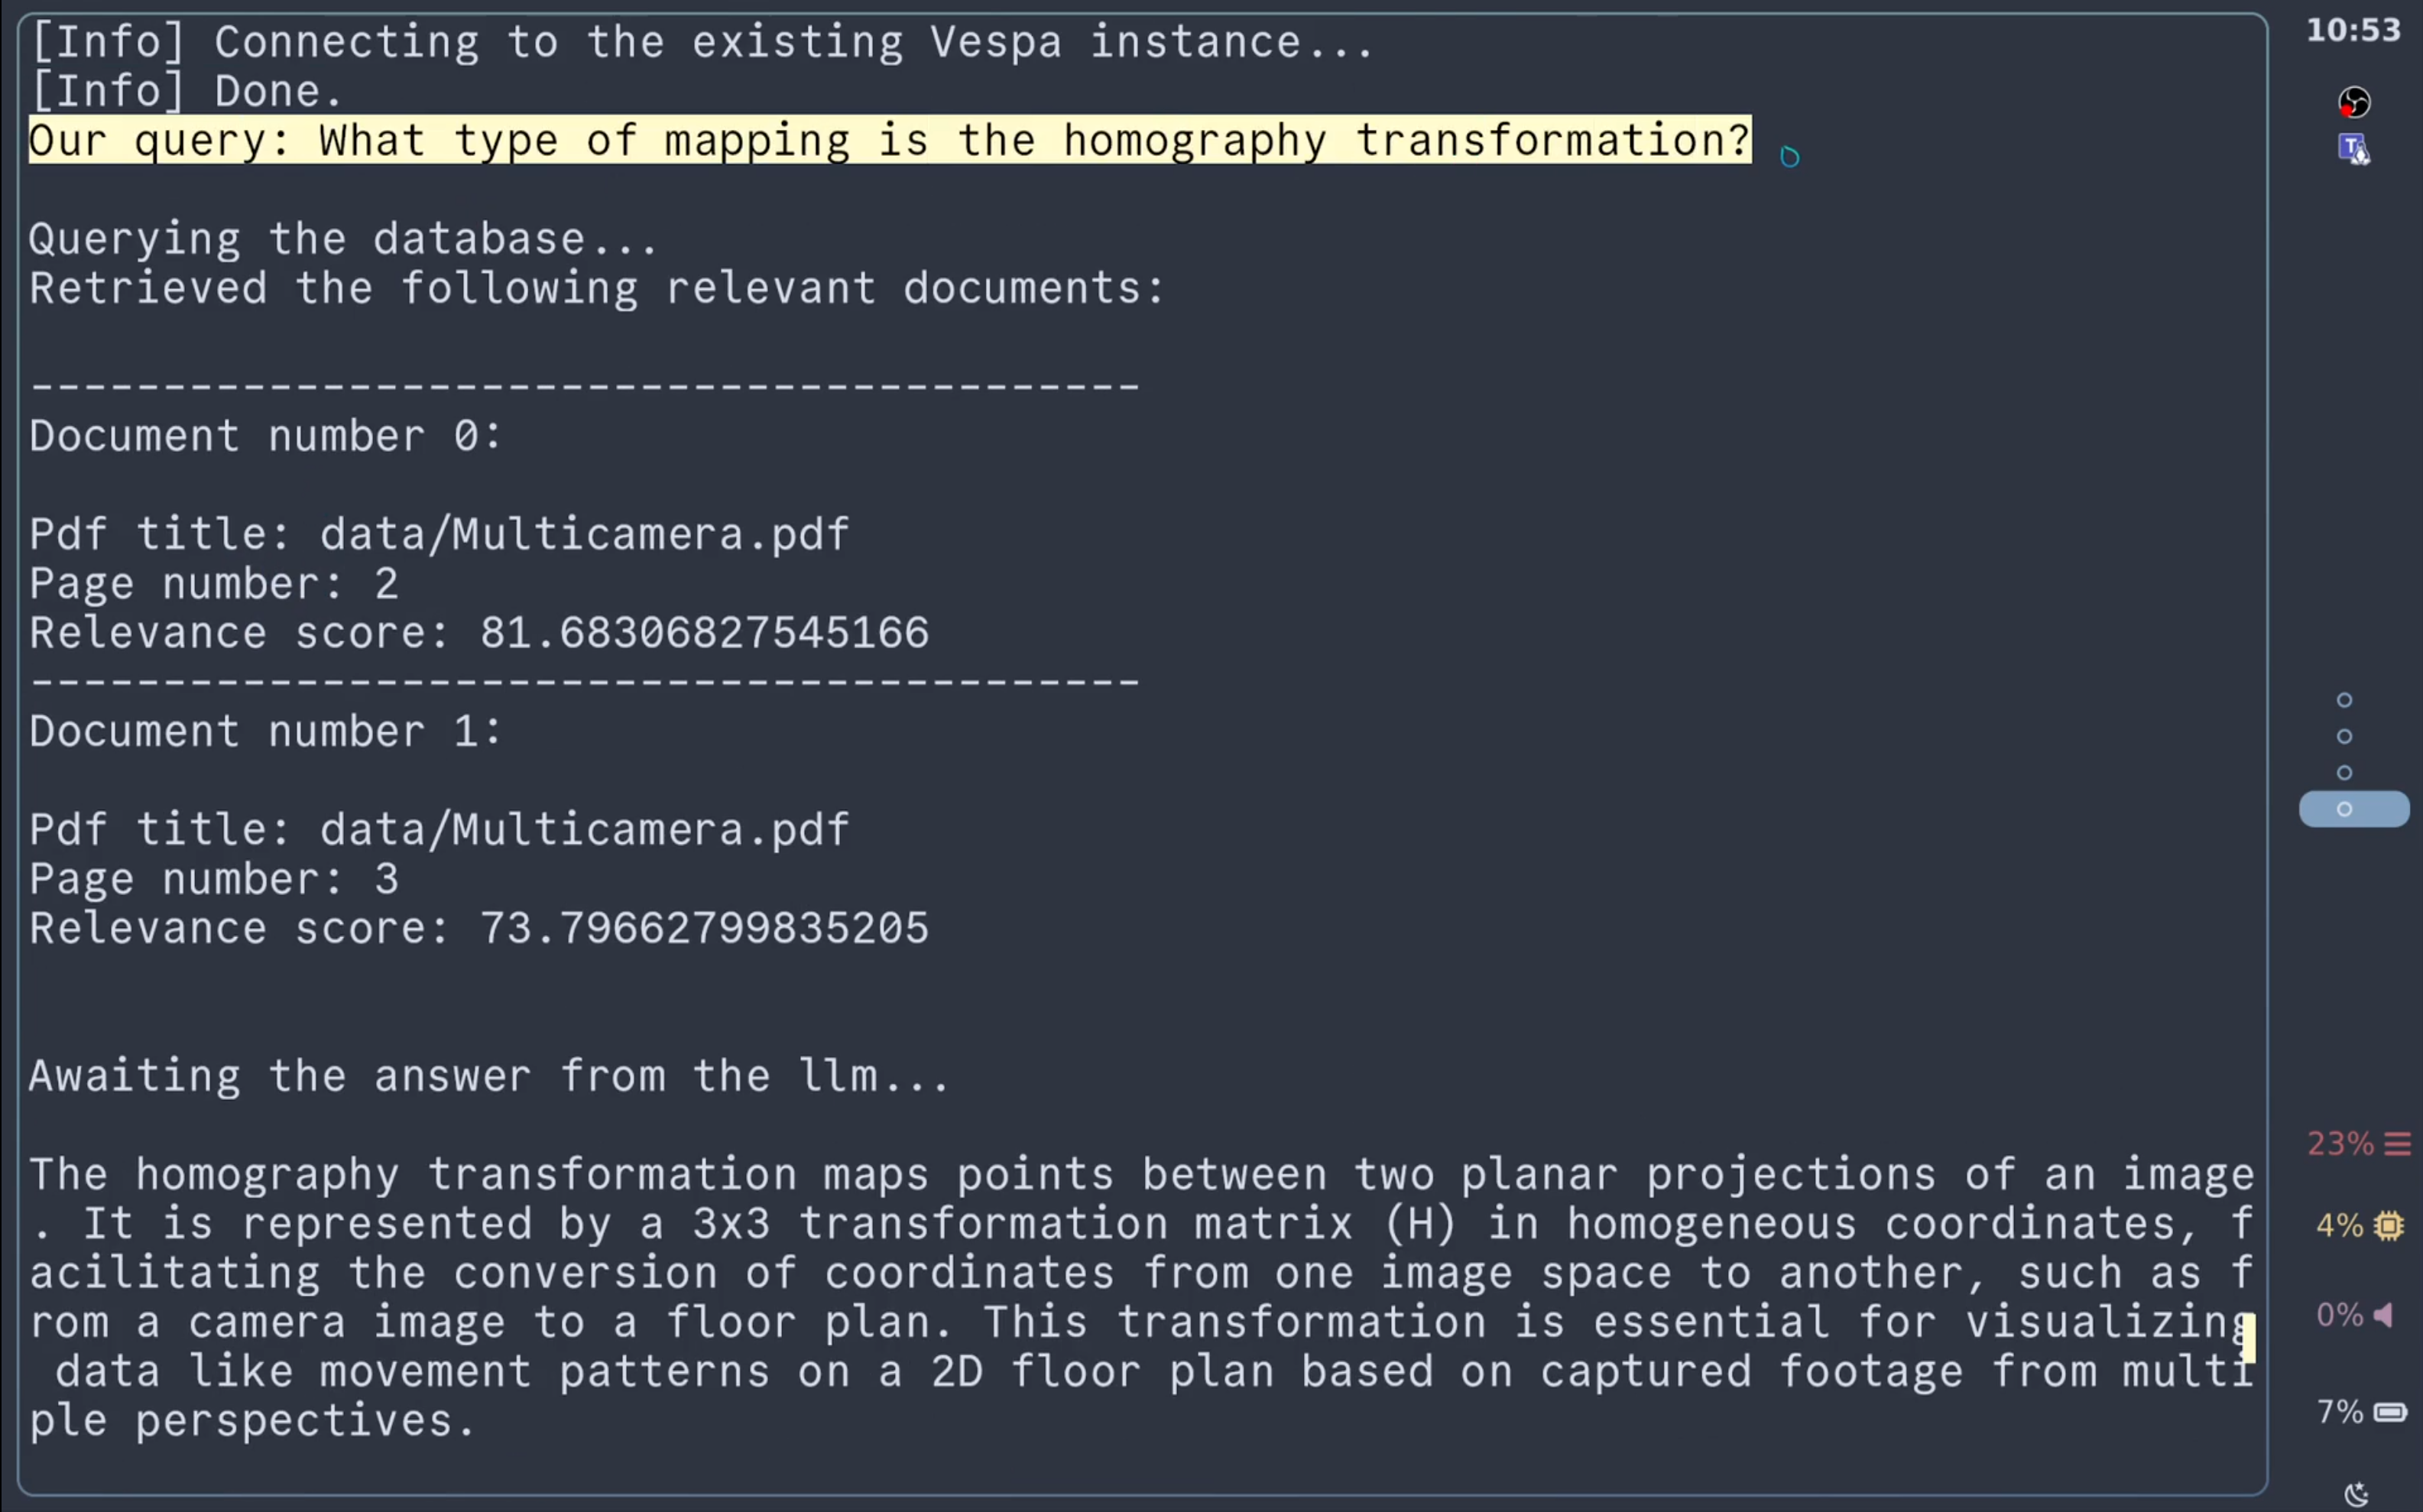 [Info] Connecting to the existing Vespa instance...
[Info] Done.
Our query: What type of mapping is the homography transformation?
Querying the database...
Retrieved the following relevant documents:
------------------------------------------
Document number 0:
Pdf title: data/Multicamera.pdf
Page number: 2
Relevance score: 81.68306827545166
------------------------------------------
Document number 1:
Pdf title: data/Multicamera.pdf
Page number: 3
Relevance score: 73.79662799835205
Awaiting the answer from the llm...
The homography transformation maps points between two planar projections of an image
. It is represented by a 3x3 transformation matrix (H) in homogeneous coordinates, f
acilitating the conversion of coordinates from one image space to another, such as f
rom a camera image to a floor plan. This transformation is essential for visualizing
data like movement patterns on a 2D floor plan based on captured footage from multi
ple perspectives.
10:53
T
23%
4%
0%
7%